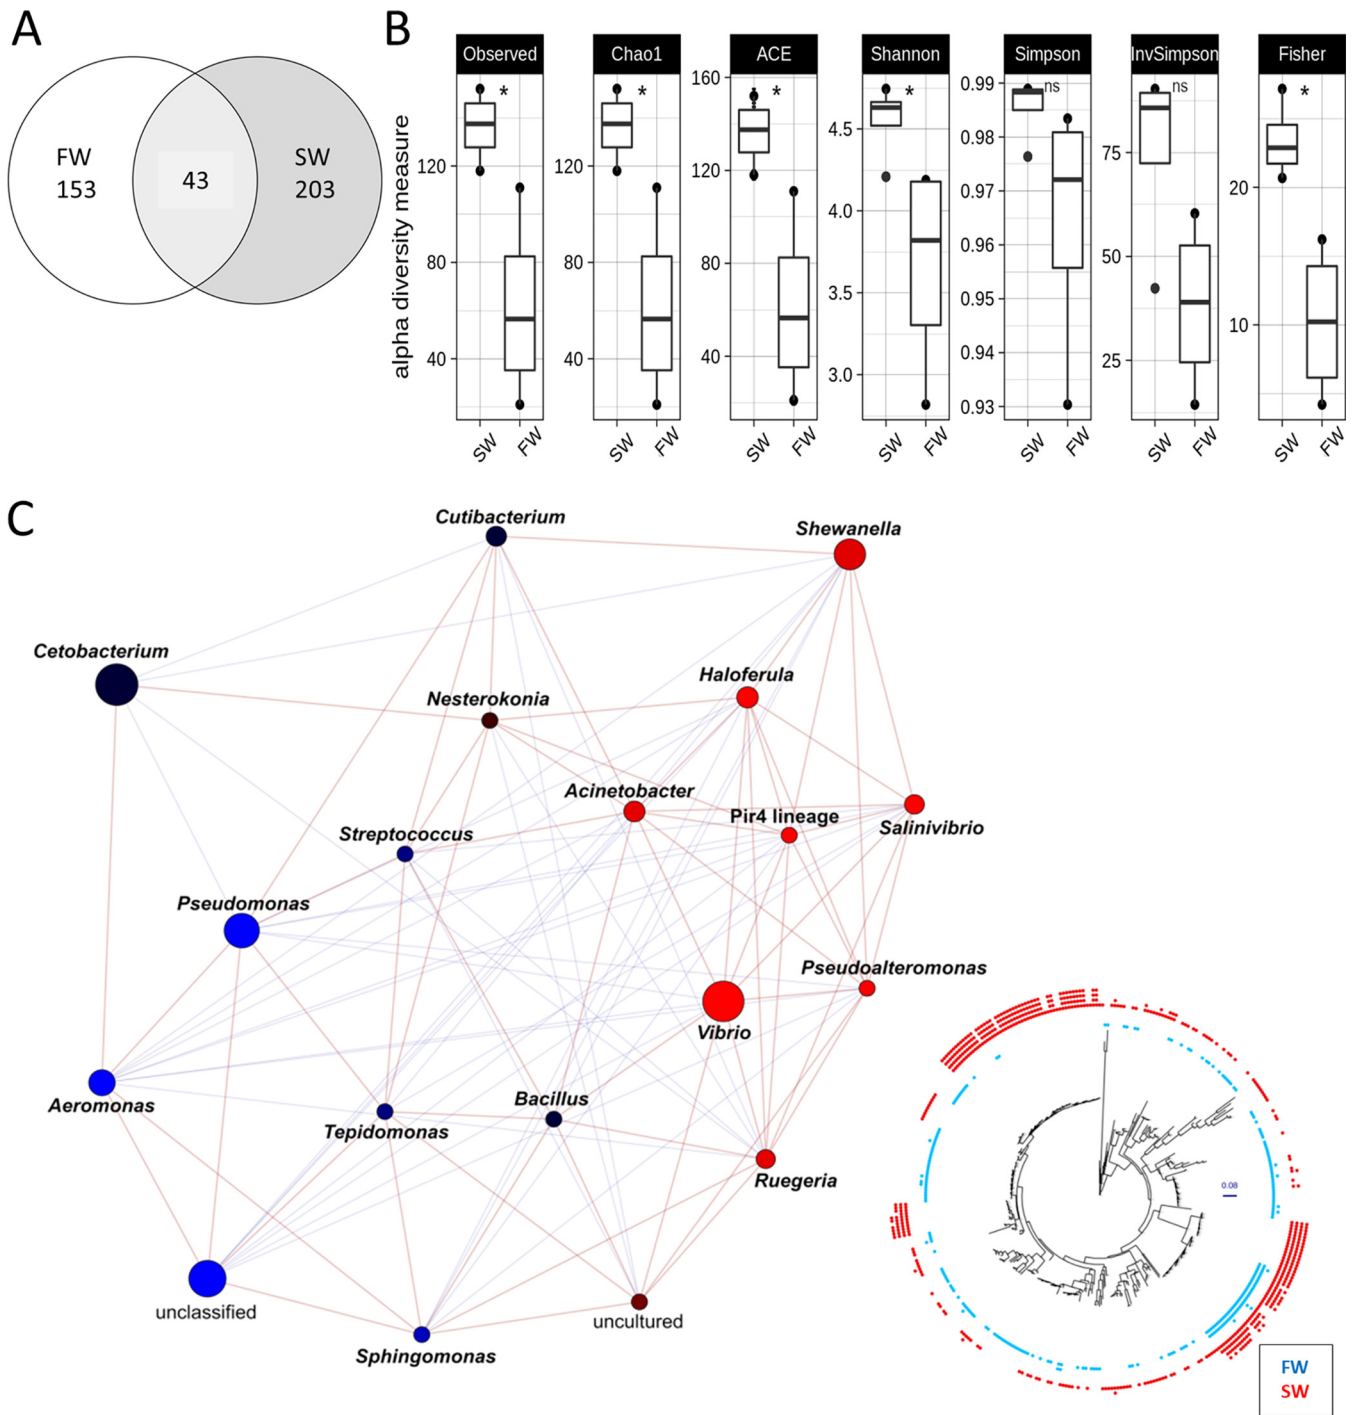 A
FW
153
43
SW
203
B
alpha diversity measure
Observed
120
80
40
SW
FW
*
Chao1
120
80
40
SW
FW
*
ACE
160
120
80
40
SW
FW
*
Shannon
4.5
4.0
3.5
3.0
SW
FW
*
Simpson
0.99
0.98
0.97
0.96
0.95
0.94
0.93
SW
FW
ns
InvSimpson
75
50
25
SW
FW
ns
Fisher
20
10
SW
FW
*
C
Cutibacterium
Shewanella
Cetobacterium
Haloferula
Nesterokonia
Acinetobacter
Pir4 lineage
Salinivibrio
Streptococcus
Pseudomonas
Pseudoalteromonas
Vibrio
Aeromonas
Tepidomonas
Bacillus
Ruegeria
unclassified
uncultured
Sphingomonas
0.08
FW
SW